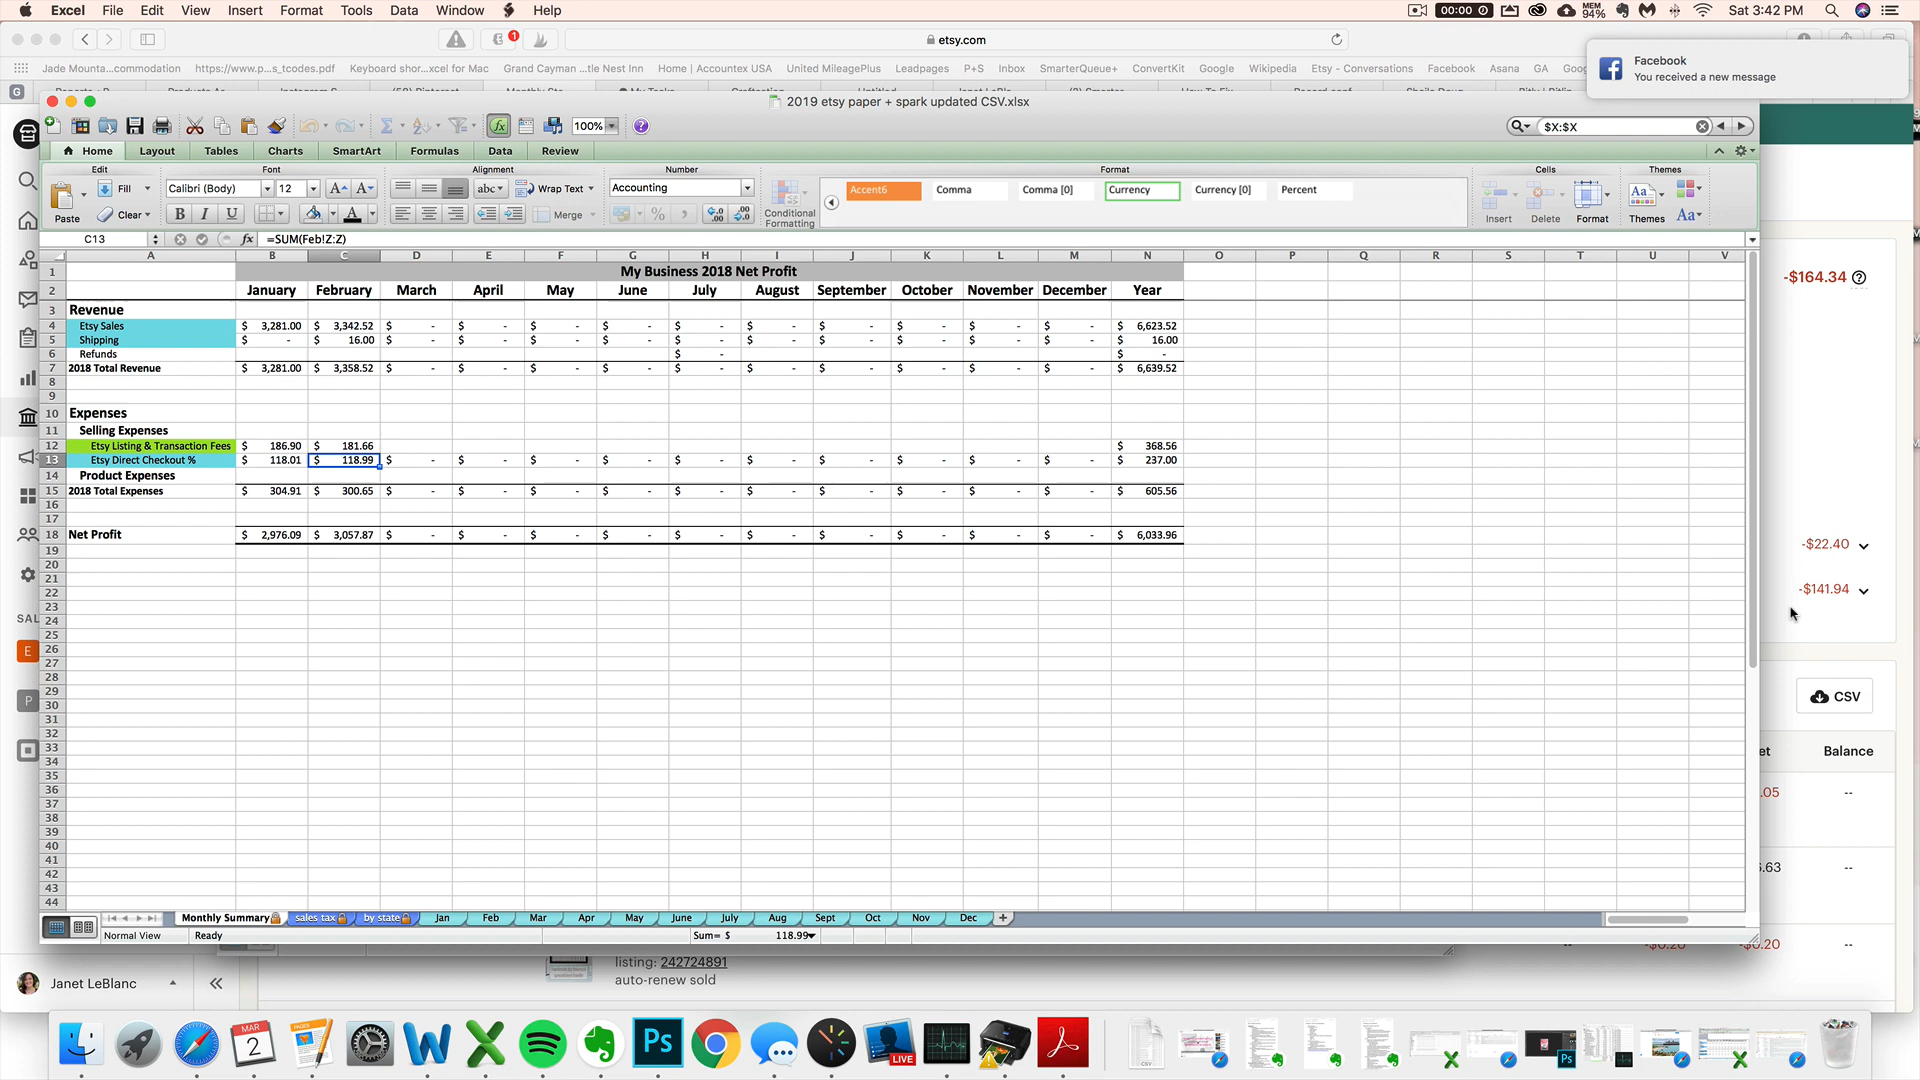 Excel File Edit View Insert Format Tools Data Window Help 00:00 MEM 94% Sat 3:42 PM
etsy.com
Jade Mounta...commodation https://www.p...s_tcodes.pdf Keyboard shor...xcel for Mac Grand Cayman ...tle Nest Inn Home | Accountex USA United MileagePlus Leadpages P+S Inbox SmarterQueue+ ConvertKit Google Wikipedia Etsy - Conversations Facebook Asana GA
Facebook
You received a new message
2019 etsy paper + spark updated CSV.xlsx
100% $X:$X
Home Layout Tables Charts SmartArt Formulas Data Review
Edit Font Alignment Number Format Cells Themes
Paste Fill Clear Calibri (Body) 12 B I U A abc Wrap Text Merge Accounting % Conditional Formatting Accent6 Comma Comma [0] Currency Currency [0] Percent Insert Delete Format Themes Aa
C13 fx =SUM(Feb!Z:Z)
A B C D E F G H I J K L M N O P Q R S T U V
1 My Business 2018 Net Profit
2 January February March April May June July August September October November December Year
3 Revenue
4 Etsy Sales $ 3,281.00 $ 3,342.52 $ - $ - $ - $ - $ - $ - $ - $ - $ - $ - $ 6,623.52
5 Shipping $ - $ 16.00 $ - $ - $ - $ - $ - $ - $ - $ - $ - $ - $ 16.00
6 Refunds $ - $ -
7 2018 Total Revenue $ 3,281.00 $ 3,358.52 $ - $ - $ - $ - $ - $ - $ - $ - $ - $ - $ 6,639.52
8
9
10 Expenses
11 Selling Expenses
12 Etsy Listing & Transaction Fees $ 186.90 $ 181.66 $ 368.56
13 Etsy Direct Checkout % $ 118.01 $ 118.99 $ - $ - $ - $ - $ - $ - $ - $ - $ - $ - $ 237.00
14 Product Expenses
15 2018 Total Expenses $ 304.91 $ 300.65 $ - $ - $ - $ - $ - $ - $ - $ - $ - $ - $ 605.56
16
17
18 Net Profit $ 2,976.09 $ 3,057.87 $ - $ - $ - $ - $ - $ - $ - $ - $ - $ - $ 6,033.96
19
20
21
22
23
24
25
26
27
28
29
30
31
32
33
34
35
36
37
38
39
40
41
42
43
44
Monthly Summary sales tax by state Jan Feb Mar Apr May June July Aug Sept Oct Nov Dec +
Normal View Ready Sum= $ 118.99
-$164.34
-$22.40
-$141.94
CSV
et Balance
.05 --
.63 --
-$0.20 -$0.20 --
SAL
E
P
Janet LeBlanc
listing: 242724891
auto-renew sold
MAR
2
PAGES
W
Ps
LIVE
CSV